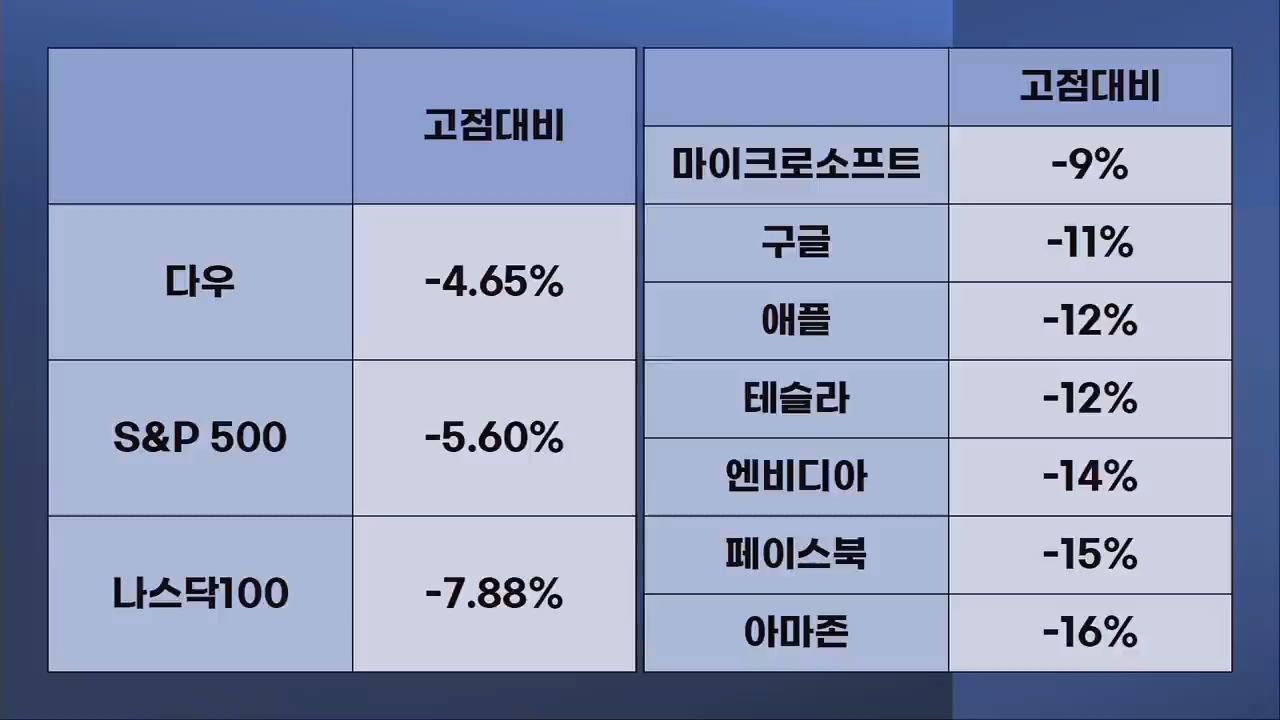 고점대비
다우 -4.65%
S&P 500 -5.60%
나스닥100 -7.88%
고점대비
마이크로소프트 -9%
구글 -11%
애플 -12%
테슬라 -12%
엔비디아 -14%
페이스북 -15%
아마존 -16%